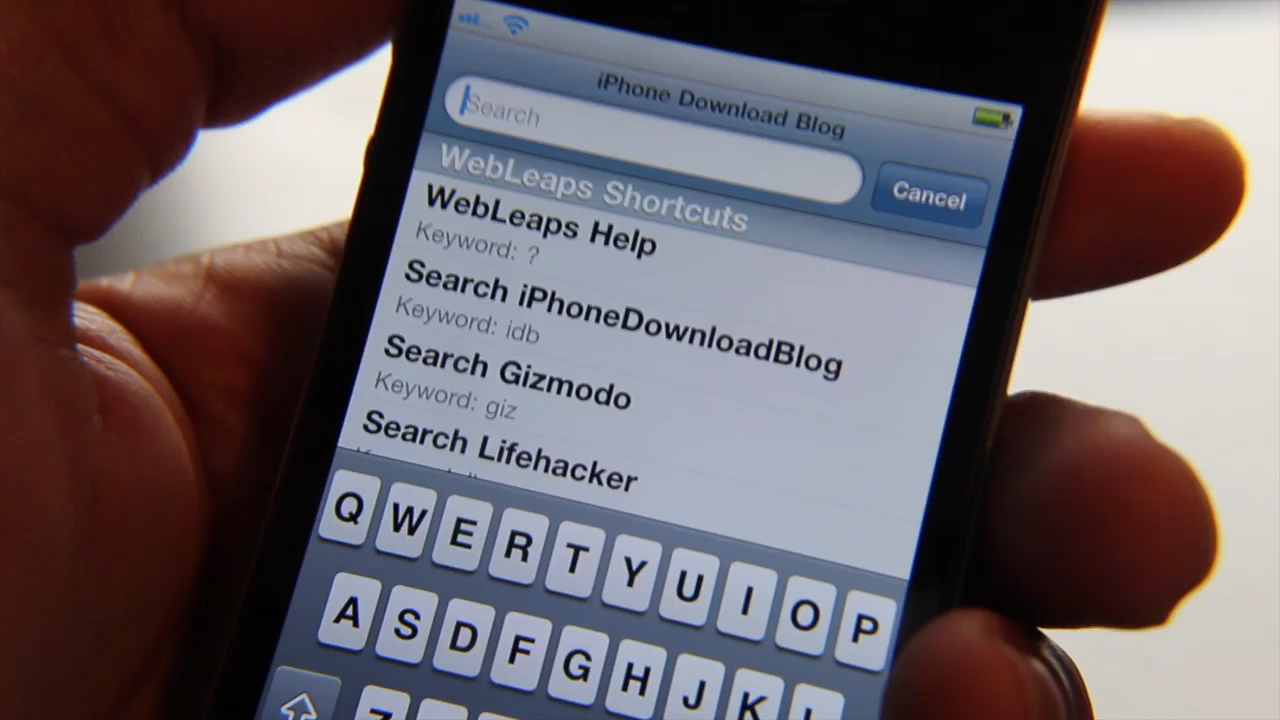 iPhone Download Blog
Search
Cancel
WebLeaps Shortcuts
WebLeaps Help
Keyword: ?
Search iPhoneDownloadBlog
Keyword: idb
Search Gizmodo
Keyword: giz
Search Lifehacker
Q W E R T Y U I O P
A S D F G H J K L
Z